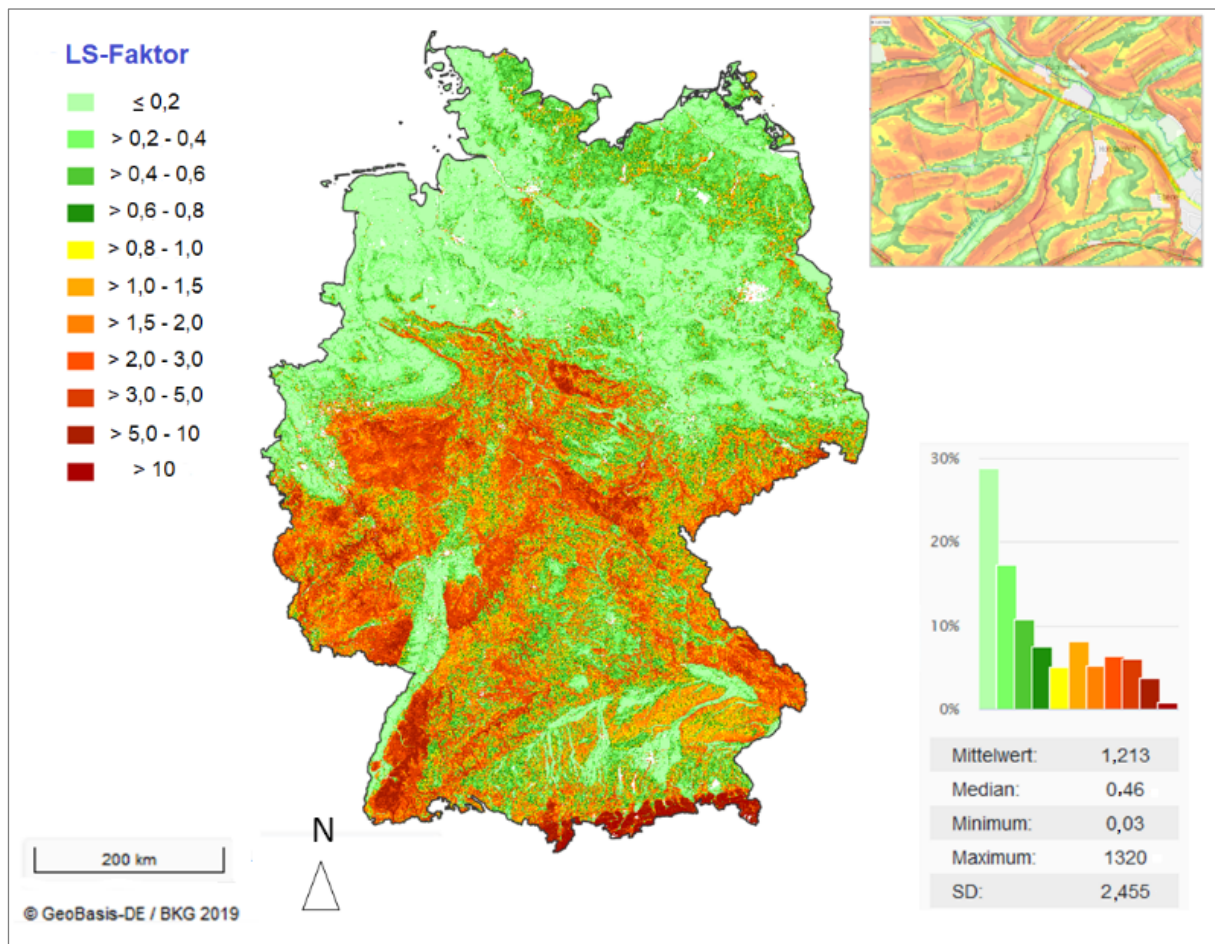 LS-Faktor
≤ 0,2
> 0,2 - 0,4
> 0,4 - 0,6
> 0,6 - 0,8
> 0,8 - 1,0
> 1,0 - 1,5
> 1,5 - 2,0
> 2,0 - 3,0
> 3,0 - 5,0
> 5,0 - 10
> 10
200 km
N
© GeoBasis-DE / BKG 2019
30%
20%
10%
0%
Mittelwert: 1,213
Median: 0,46
Minimum: 0,03
Maximum: 1320
SD: 2,455